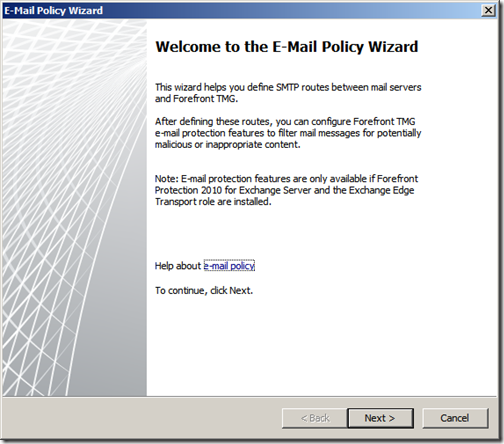 E-Mail Policy Wizard
Welcome to the E-Mail Policy Wizard
This wizard helps you define SMTP routes between mail servers
and Forefront TMG.
After defining these routes, you can configure Forefront TMG
e-mail protection features to filter mail messages for potentially
malicious or inappropriate content.
Note: E-mail protection features are only available if Forefront
Protection 2010 for Exchange Server and the Exchange Edge
Transport role are installed.
Help about e-mail policy
To continue, click Next.
< Back Next > Cancel